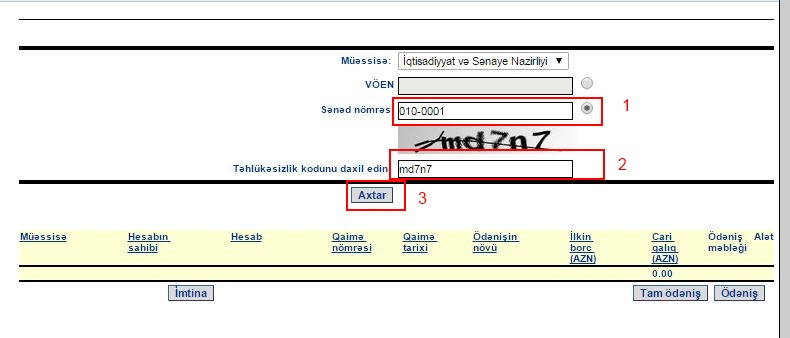 Müəssisə: İqtisadiyyat və Sənaye Nazirliyi
VÖEN
Sənəd nömrəs 010-0001 1
md7n7
Təhlükəsizlik kodunu daxil edin md7n7 2
Axtar 3
Müəssisə Hesabın sahibi Hesab Qaimə nömrəsi Qaimə tarixi Ödənişin növü İlkin borc (AZN) Cari qalıq (AZN) Ödəniş məbləği Alət
0.00
İmtina Tam ödəniş Ödəniş